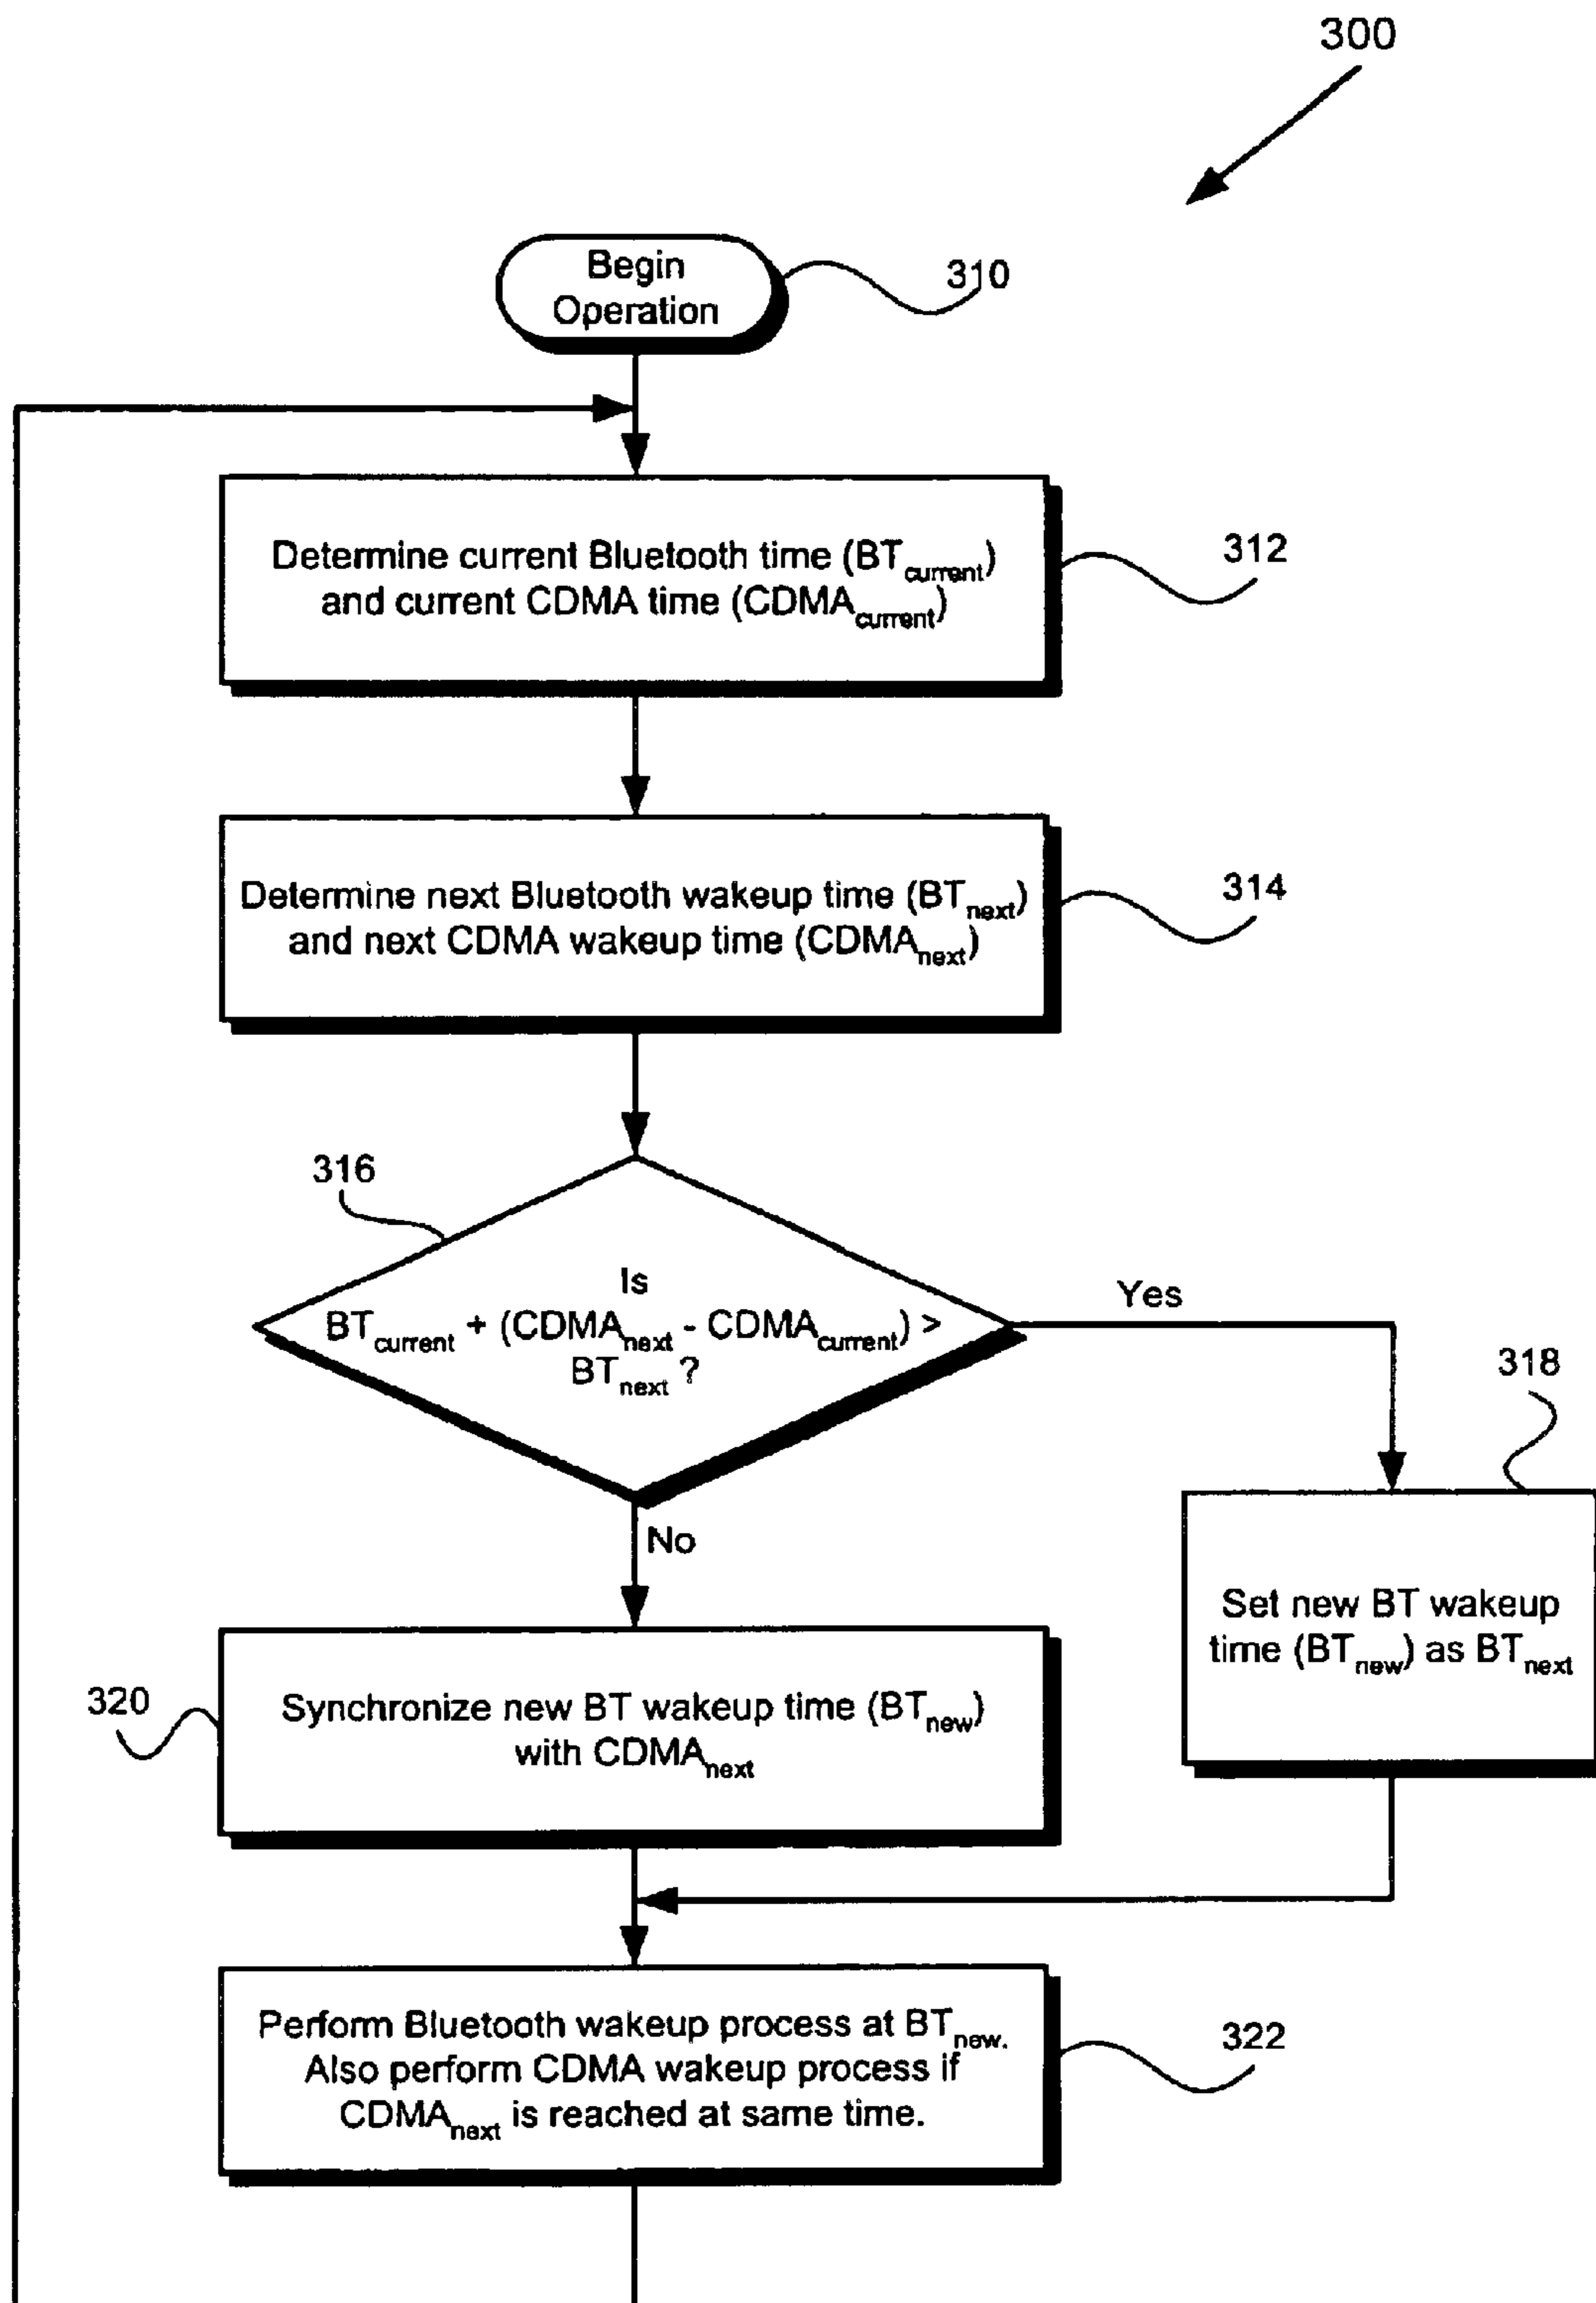 300
Begin
Operation
310
Determine current Bluetooth time (BTcurrent)
and current CDMA time (CDMAcurrent)
312
Determine next Bluetooth wakeup time (BTnext)
and next CDMA wakeup time (CDMAnext)
314
316
Is
BTcurrent + (CDMAnext - CDMAcurrent) >
BTnext ?
Yes
No
318
Set new BT wakeup
time (BTnew) as BTnext
320
Synchronize new BT wakeup time (BTnew)
with CDMAnext
Perform Bluetooth wakeup process at BTnew.
Also perform CDMA wakeup process if
CDMAnext is reached at same time.
322